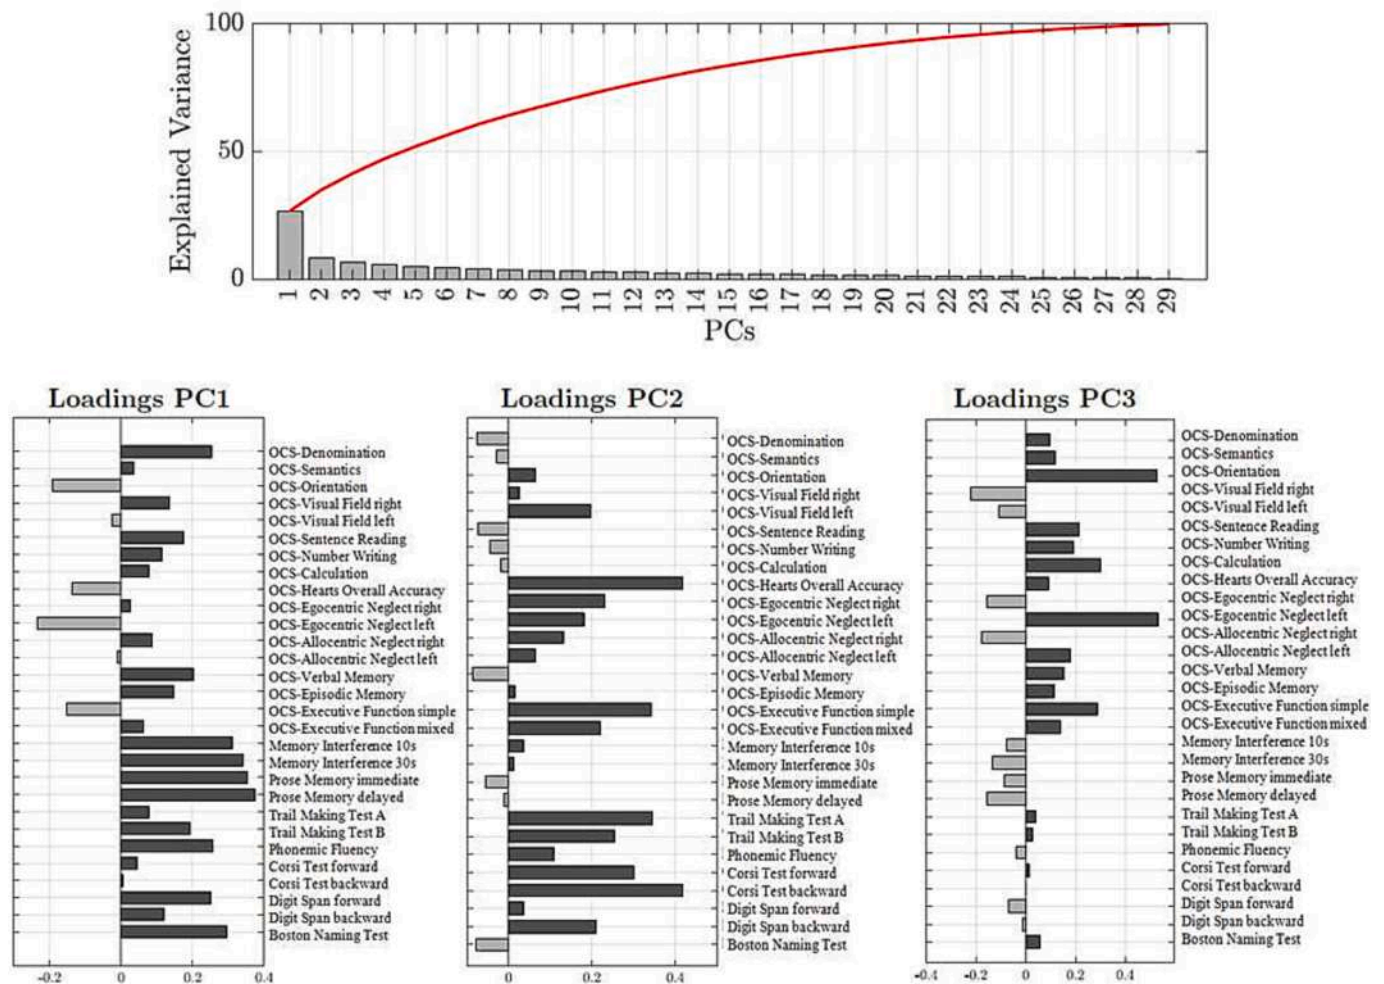 100
50
0
Explained Variance
1 2 3 4 5 6 7 8 9 10 11 12 13 14 15 16 17 18 19 20 21 22 23 24 25 26 27 28 29
PCs
Loadings PC1
OCS-Denomination
OCS-Semantics
OCS-Orientation
OCS-Visual Field right
OCS-Visual Field left
OCS-Sentence Reading
OCS-Number Writing
OCS-Calculation
OCS-Hearts Overall Accuracy
OCS-Egocentric Neglect right
OCS-Egocentric Neglect left
OCS-Allocentric Neglect right
OCS-Allocentric Neglect left
OCS-Verbal Memory
OCS-Episodic Memory
OCS-Executive Function simple
OCS-Executive Function mixed
Memory Interference 10s
Memory Interference 30s
Prose Memory immediate
Prose Memory delayed
Trail Making Test A
Trail Making Test B
Phonemic Fluency
Corsi Test forward
Corsi Test backward
Digit Span forward
Digit Span backward
Boston Naming Test
-0.2 0 0.2 0.4
Loadings PC2
OCS-Denomination
OCS-Semantics
OCS-Orientation
OCS-Visual Field right
OCS-Visual Field left
OCS-Sentence Reading
OCS-Number Writing
OCS-Calculation
OCS-Hearts Overall Accuracy
OCS-Egocentric Neglect right
OCS-Egocentric Neglect left
OCS-Allocentric Neglect right
OCS-Allocentric Neglect left
OCS-Verbal Memory
OCS-Episodic Memory
OCS-Executive Function simple
OCS-Executive Function mixed
Memory Interference 10s
Memory Interference 30s
Prose Memory immediate
Prose Memory delayed
Trail Making Test A
Trail Making Test B
Phonemic Fluency
Corsi Test forward
Corsi Test backward
Digit Span forward
Digit Span backward
Boston Naming Test
0 0.2 0.4
Loadings PC3
OCS-Denomination
OCS-Semantics
OCS-Orientation
OCS-Visual Field right
OCS-Visual Field left
OCS-Sentence Reading
OCS-Number Writing
OCS-Calculation
OCS-Hearts Overall Accuracy
OCS-Egocentric Neglect right
OCS-Egocentric Neglect left
OCS-Allocentric Neglect right
OCS-Allocentric Neglect left
OCS-Verbal Memory
OCS-Episodic Memory
OCS-Executive Function simple
OCS-Executive Function mixed
Memory Interference 10s
Memory Interference 30s
Prose Memory immediate
Prose Memory delayed
Trail Making Test A
Trail Making Test B
Phonemic Fluency
Corsi Test forward
Corsi Test backward
Digit Span forward
Digit Span backward
Boston Naming Test
-0.4 -0.2 0 0.2 0.4